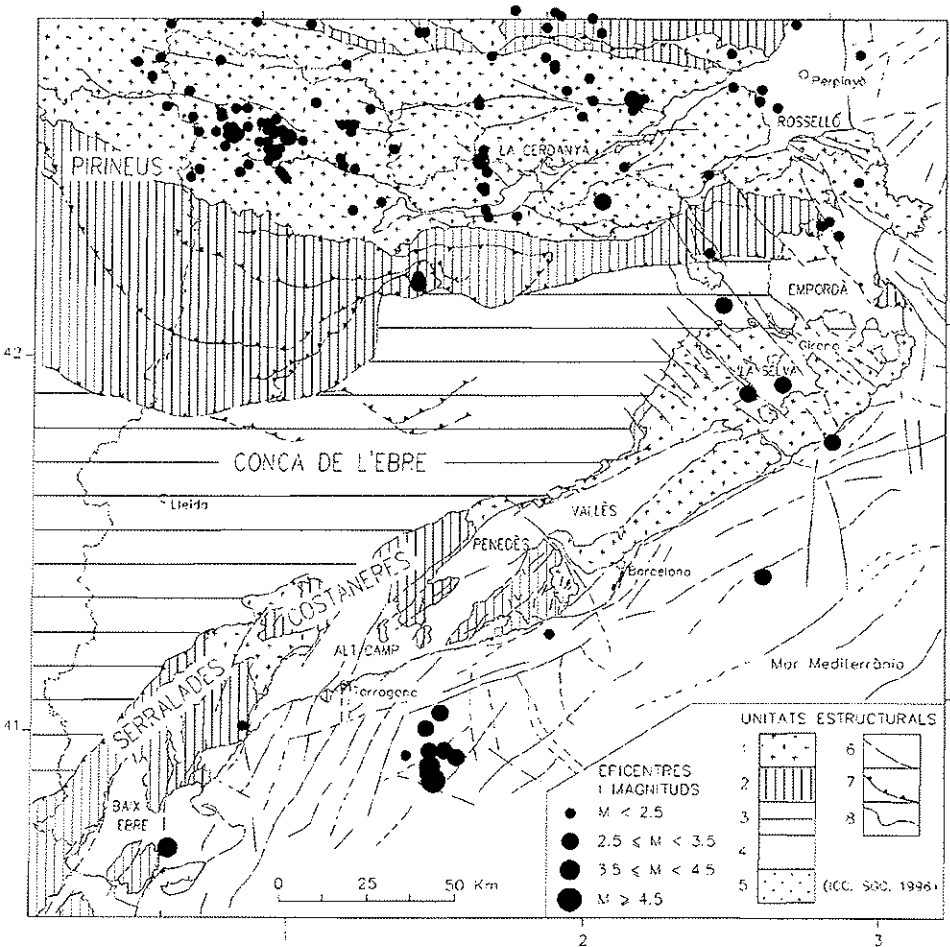 Perpinyà
ROSSELLÓ
LA CERDANYA
PIRINEUS
EMPORDÀ
Girona
42
LA SELVA
CONCA DE L'EBRE
Lleida
VALLÈS
PENEDÈS
Barcelona
SERRALADES COSTANERES
ALT CAMP
Mar Mediterrània
Tarragona
41
BAIX
EBRE
UNITATS ESTRUCTURALS
1
2
3
4
5
6
7
8
(ICC. SGC. 1996)
EPICENTRES
I MAGNITUDS
M < 2.5
2.5 ≤ M < 3.5
3.5 ≤ M < 4.5
M ≥ 4.5
0 25 50 Km
1 2 3